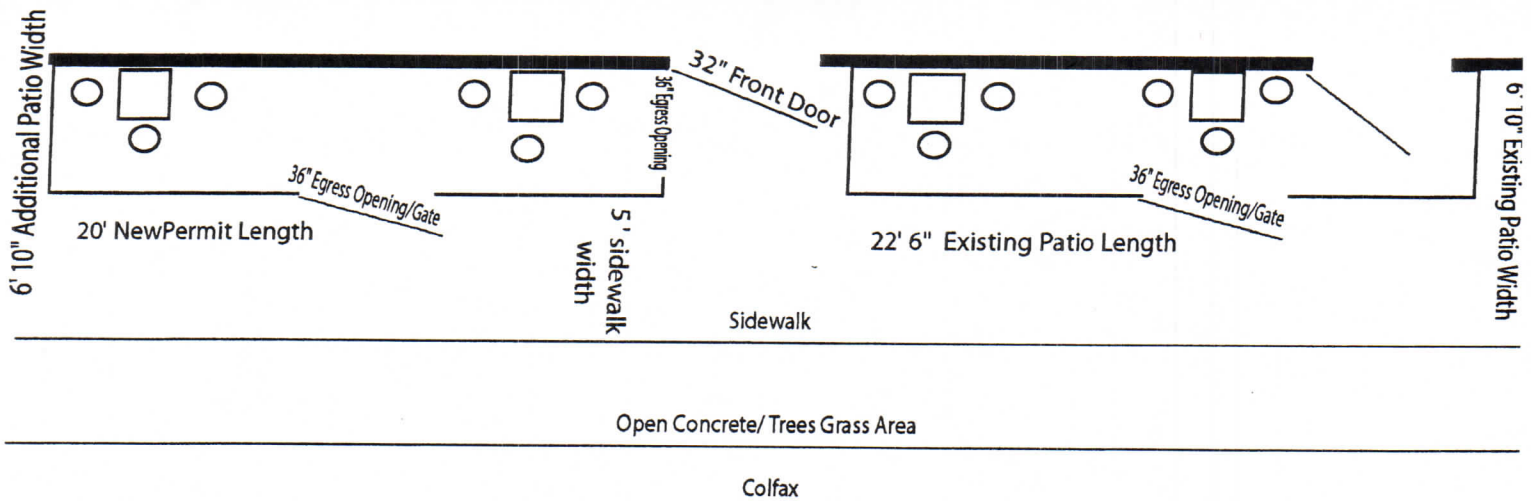 6' 10" Additional Patio Width
36" Egress Opening
32" Front Door
6' 10" Existing Patio Width
36" Egress Opening/Gate
36" Egress Opening/Gate
20' NewPermit Length
5' sidewalk
width
22' 6" Existing Patio Length
Sidewalk
Open Concrete/ Trees Grass Area
Colfax